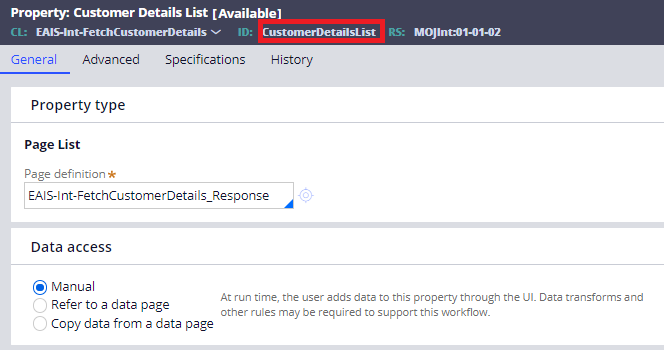 Property: Customer Details List [Available]
CL: EAIS-Int-FetchCustomerDetails ID: CustomerDetailsList RS: MOJInt:01-01-02
General Advanced Specifications History
Property type
Page List
Page definition *
EAIS-Int-FetchCustomerDetails_Response
Data access
Manual
Refer to a data page
Copy data from a data page
At run time, the user adds data to this property through the UI. Data transforms and
other rules may be required to support this workflow.